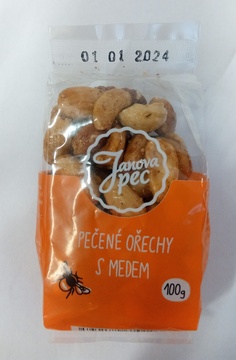 01 01 2024
Janova
pec
PEČENÉ OŘECHY
S MEDEM
100g